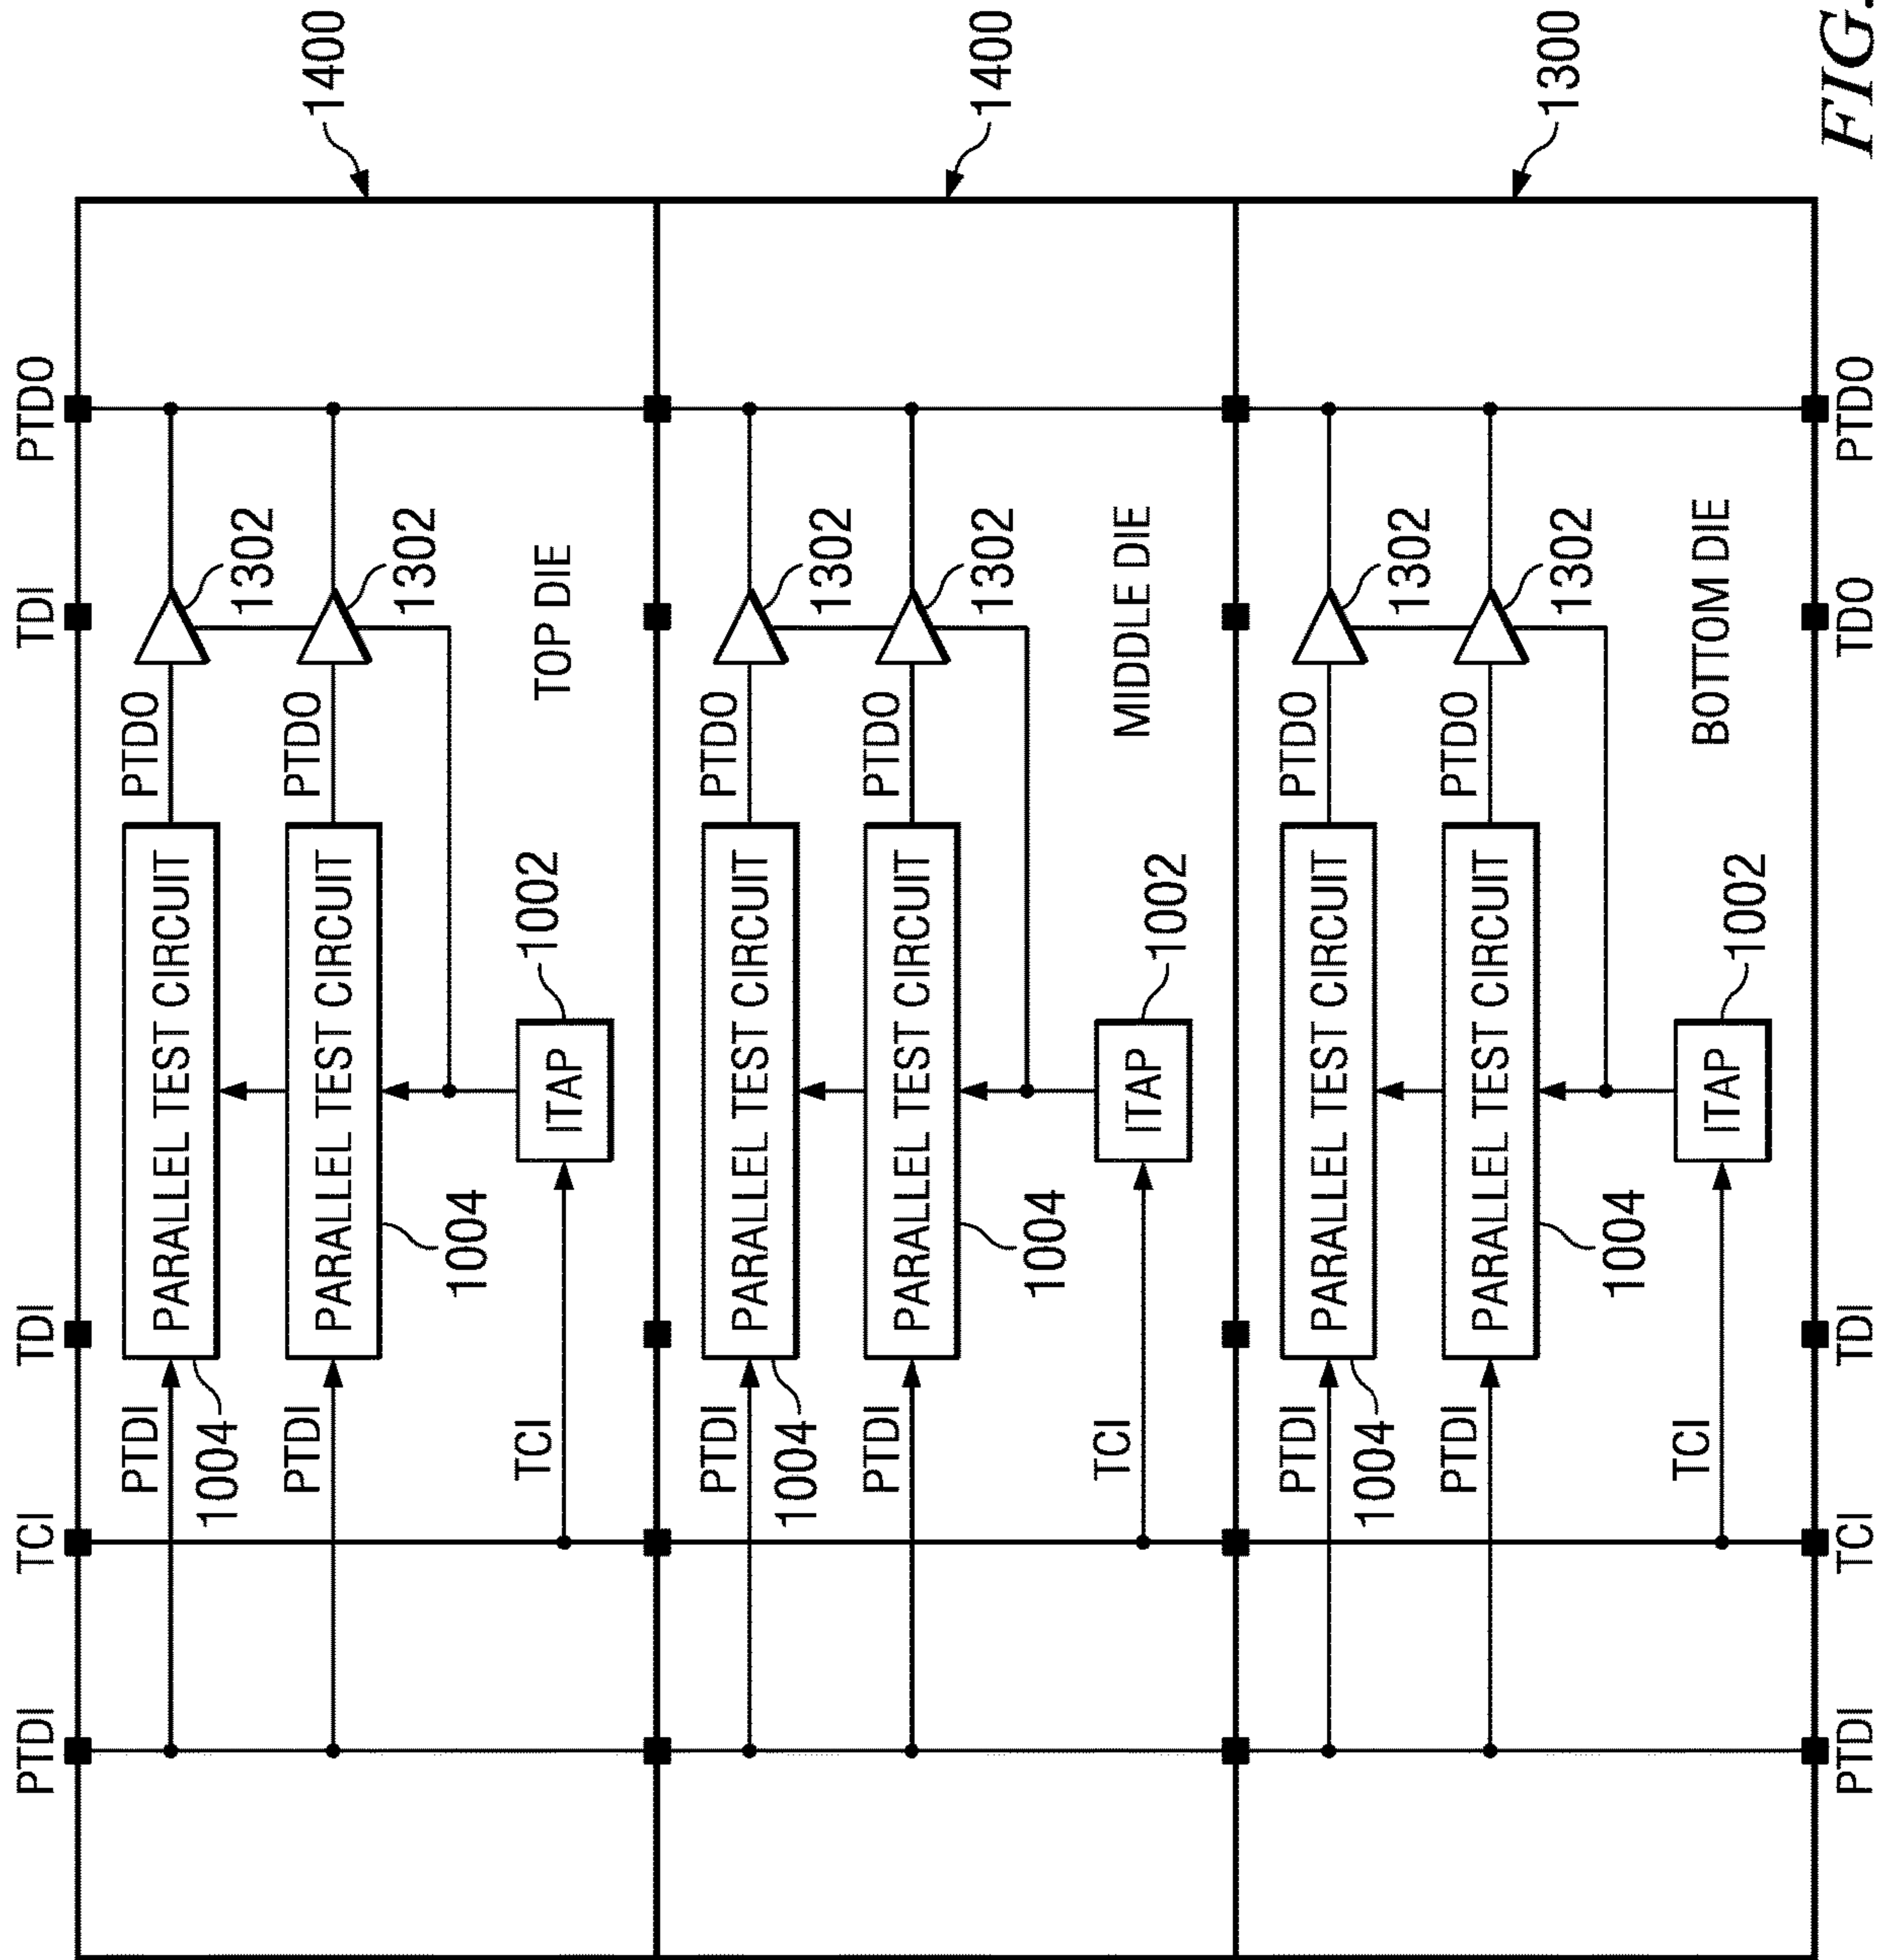 PTDI
TCI
TDI
TDI
PTDO
PTDI
PARALLEL TEST CIRCUIT
PTDO
1004
1302
PTDI
PARALLEL TEST CIRCUIT
PTDO
1400
1004
1302
TCI
ITAP
1002
TOP DIE
PTDI
PARALLEL TEST CIRCUIT
PTDO
1004
1302
PTDI
PARALLEL TEST CIRCUIT
PTDO
1400
1004
1302
TCI
ITAP
1002
MIDDLE DIE
PTDI
PARALLEL TEST CIRCUIT
PTDO
1004
1302
PTDI
PARALLEL TEST CIRCUIT
PTDO
1300
1004
1302
TCI
ITAP
1002
BOTTOM DIE
PTDI
TCI
TDI
TDO
PTDO
FIG.